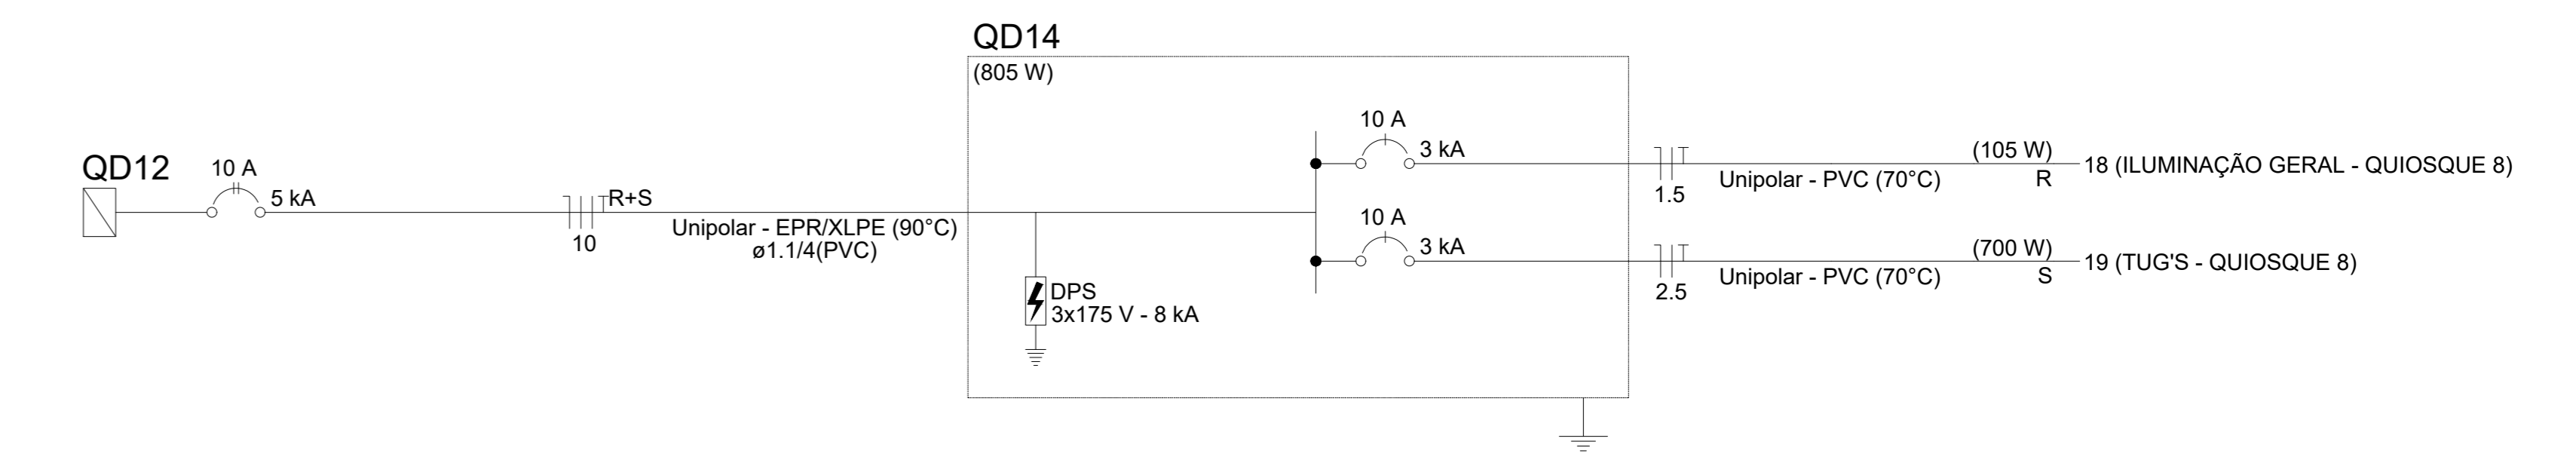 QD14
(805 W)
QD12
10 A
5 kA
R+S
10
Unipolar - EPR/XLPE (90°C)
ø1.1/4(PVC)
DPS
3x175 V - 8 kA
10 A
3 kA
1.5
Unipolar - PVC (70°C)
(105 W)
R
18 (ILUMINAÇÃO GERAL - QUIOSQUE 8)
10 A
3 kA
2.5
Unipolar - PVC (70°C)
(700 W)
S
19 (TUG'S - QUIOSQUE 8)